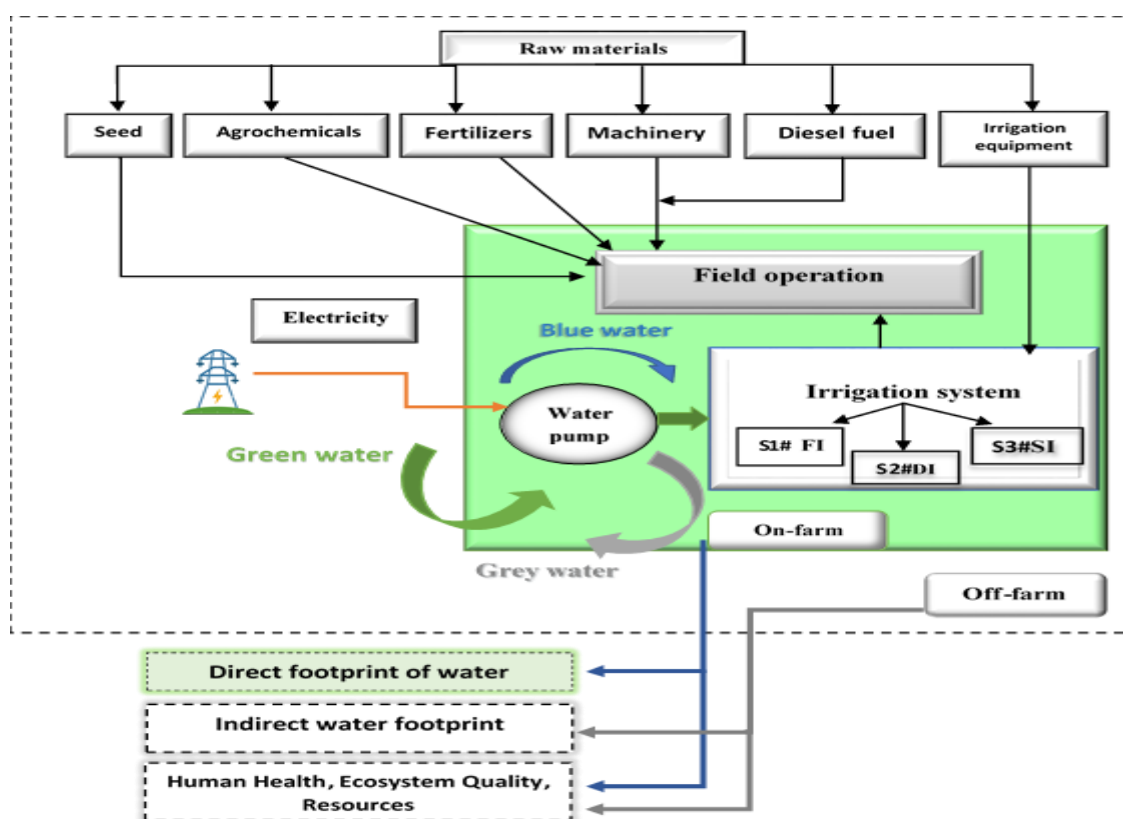 Raw materials
Seed
Agrochemicals
Fertilizers
Machinery
Diesel fuel
Irrigation
equipment
Field operation
Electricity
Blue water
Water
pump
Irrigation system
S1# FI
S2#DI
S3#SI
Green water
On-farm
Grey water
Off-farm
Direct footprint of water
Indirect water footprint
Human Health, Ecosystem Quality,
Resources